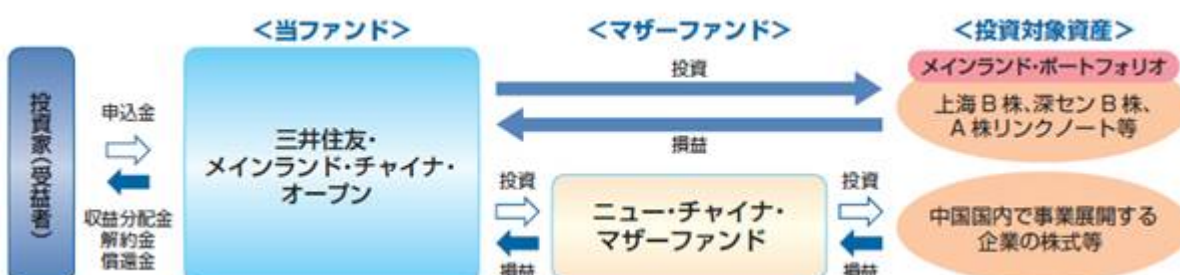 <当ファンド>
<マザーファンド>
<投資対象資産>
投資家(受益者)
申込金
収益分配金
解約金
償還金
三井住友・
メインランド・チャイナ・
オープン
投資
損益
メインランド・ポートフォリオ
上海B株、深センB株、
A株リンクノート等
投資
損益
ニュー・チャイナ・
マザーファンド
投資
損益
中国国内で事業展開する
企業の株式等